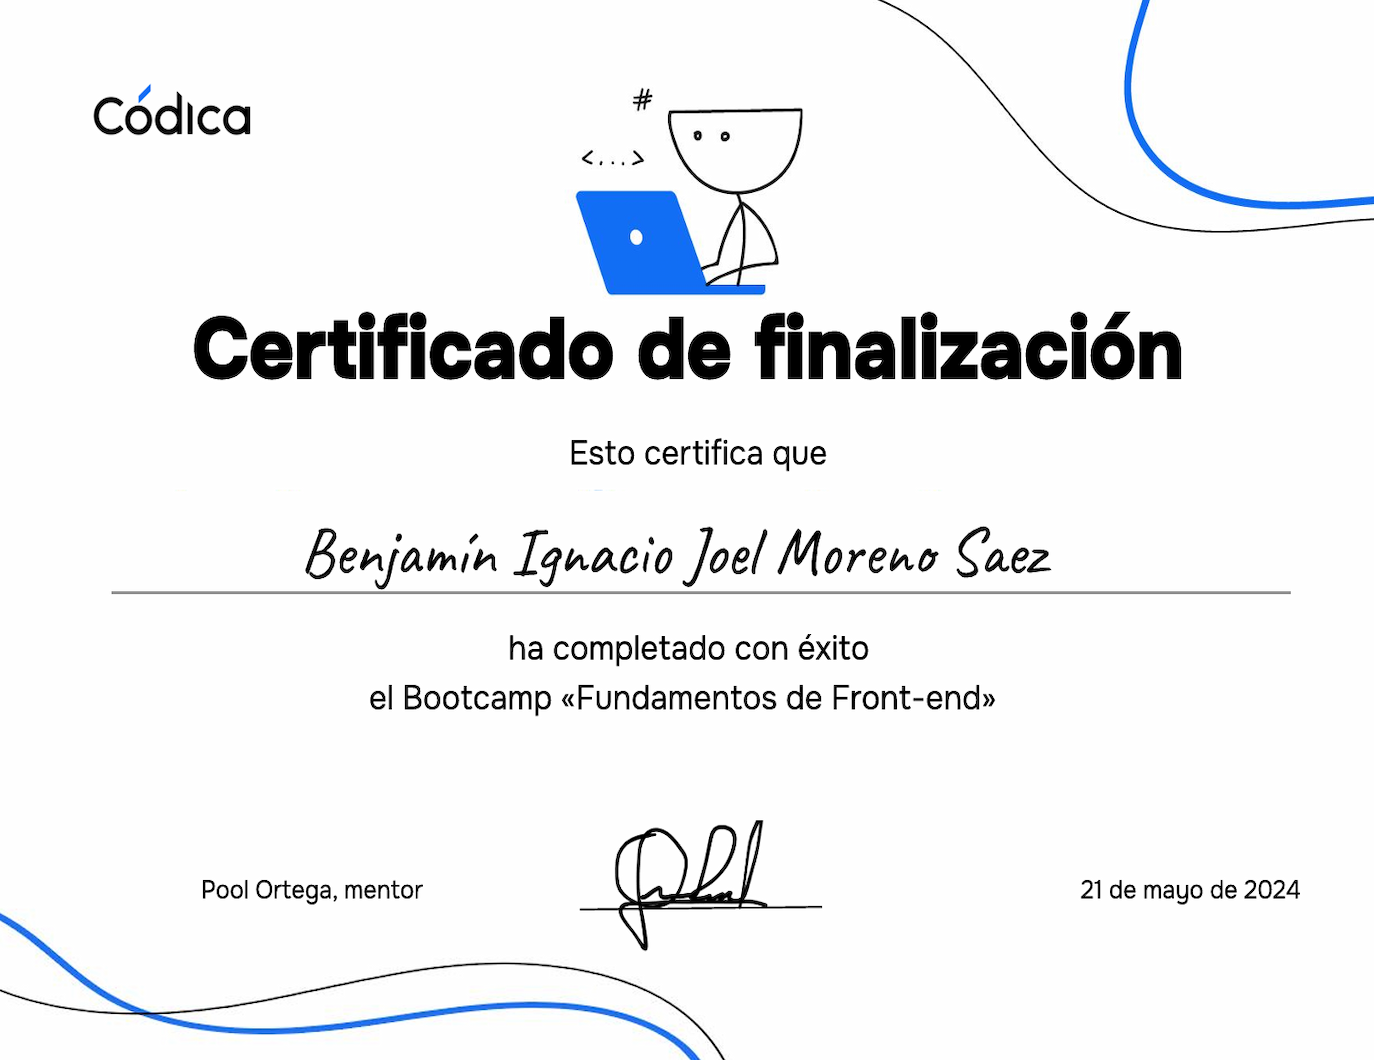 Códica
#
<...>
Certificado de finalización
Esto certifica que
Benjamín Ignacio Joel Moreno Saez
ha completado con éxito
el Bootcamp «Fundamentos de Front-end»
Pool Ortega, mentor
21 de mayo de 2024